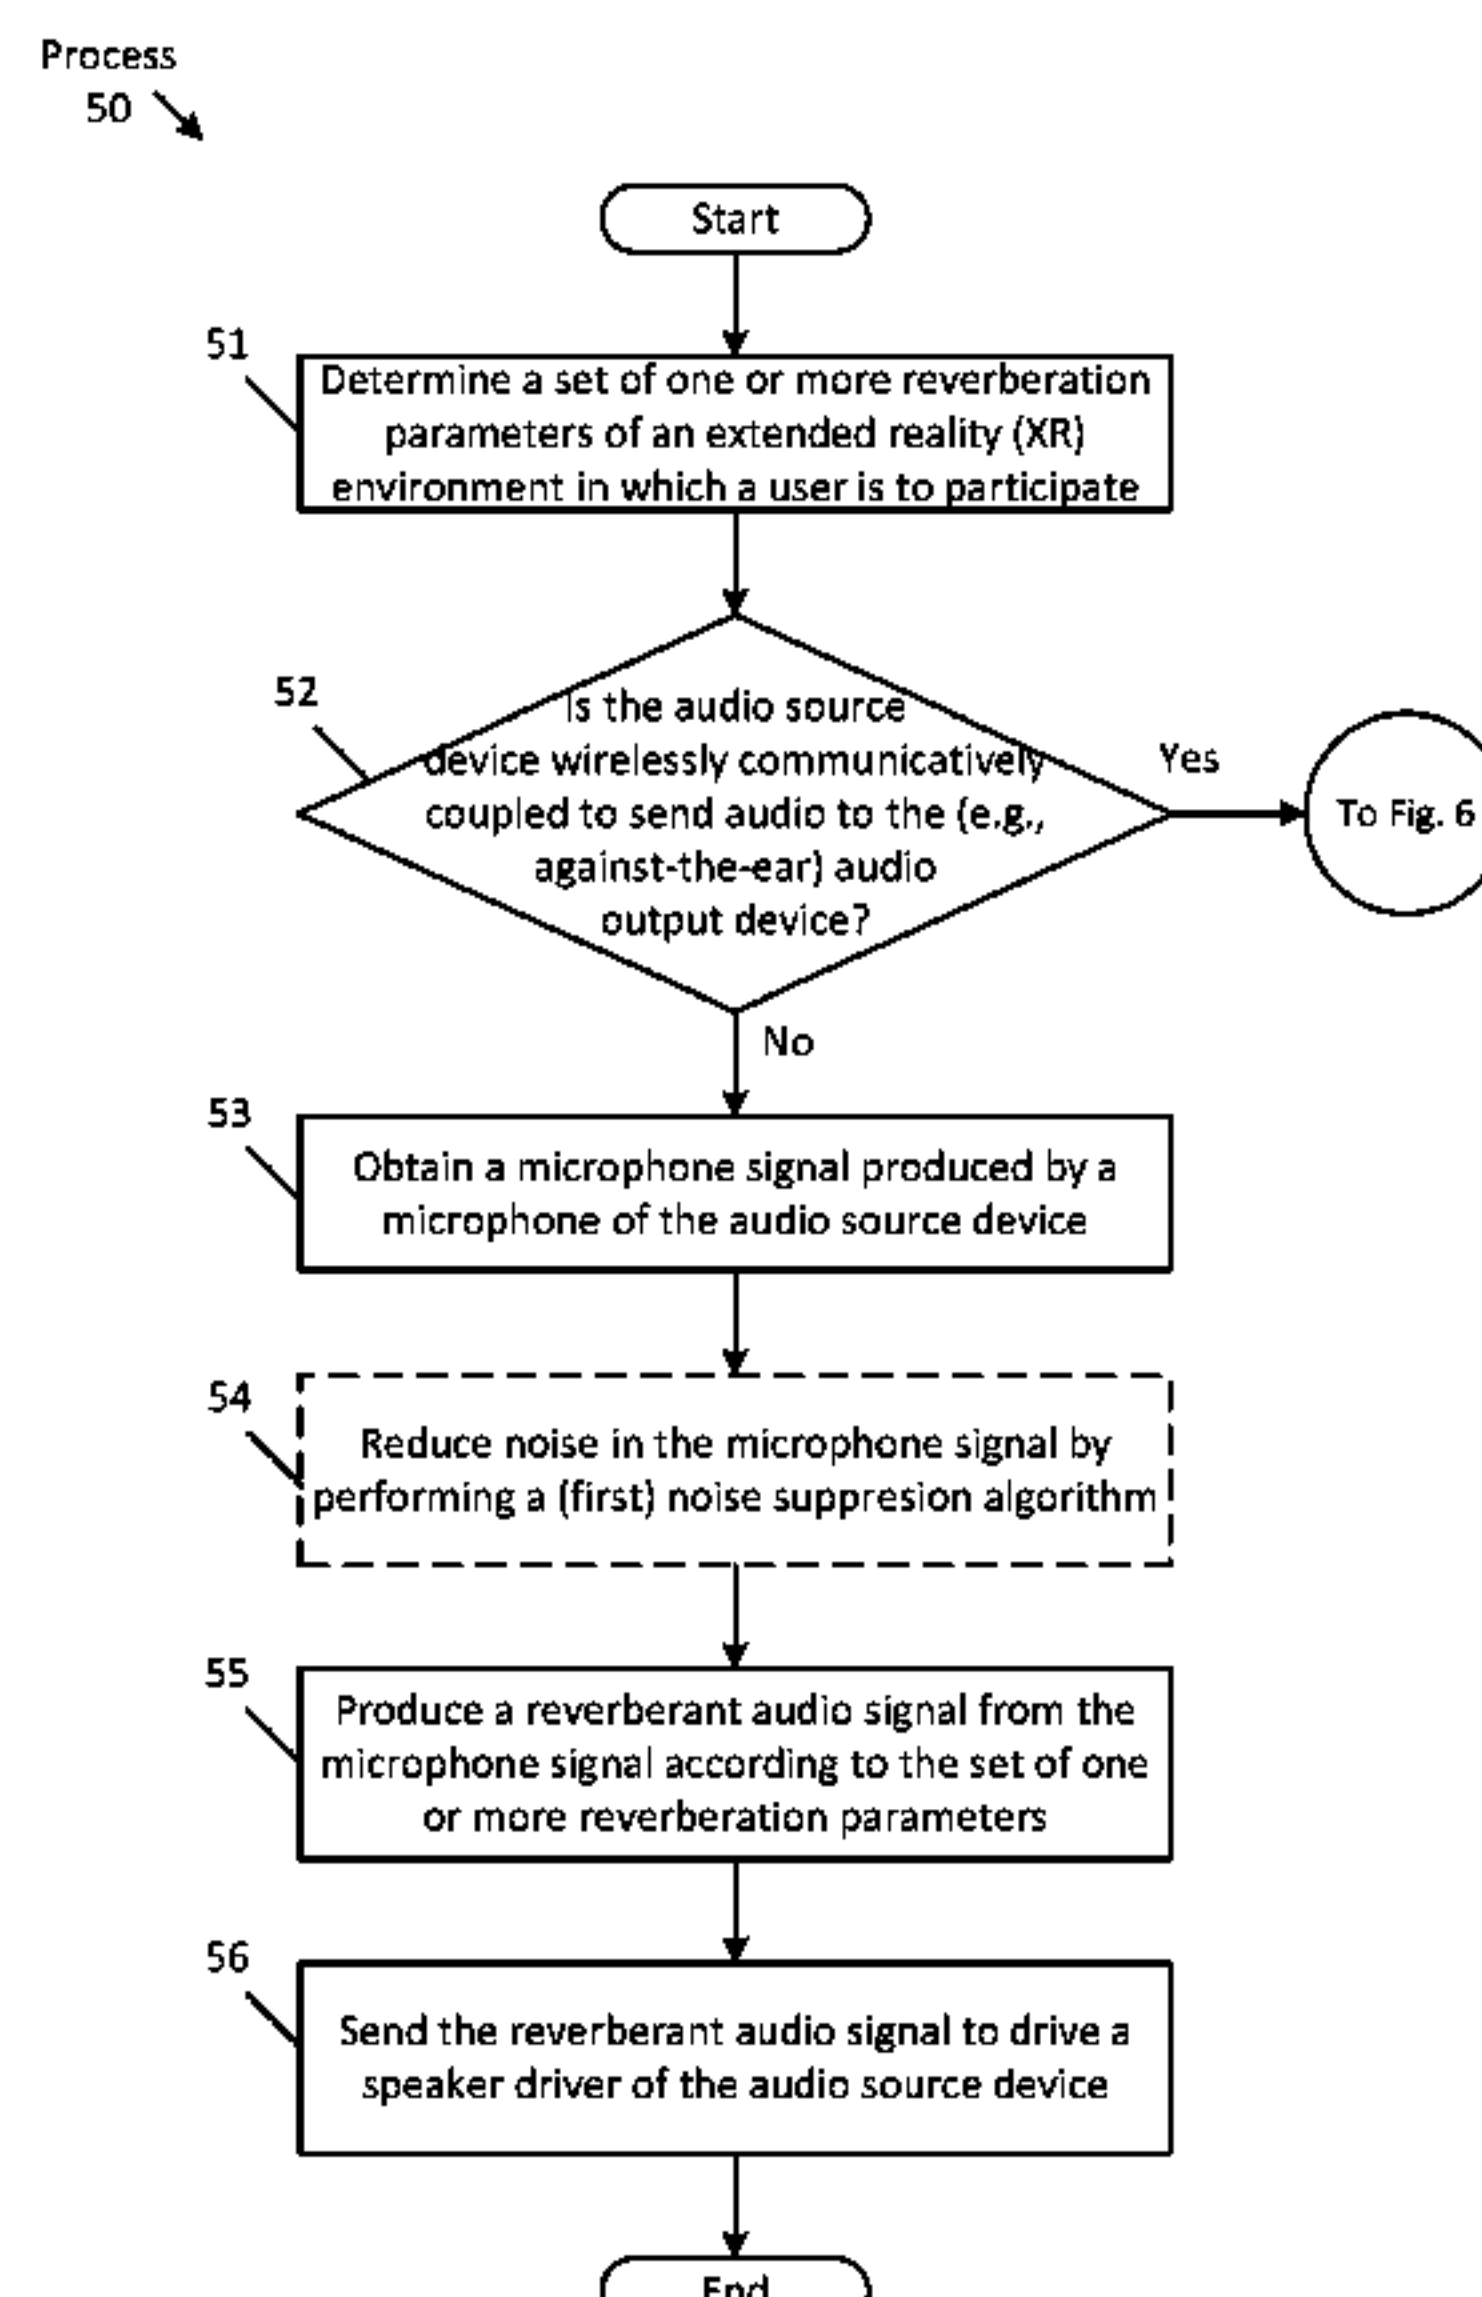 Process
50
Start
51
Determine a set of one or more reverberation
parameters of an extended reality (XR)
environment in which a user is to participate
52
Is the audio source
device wirelessly communicatively
coupled to send audio to the (e.g.,
against-the-ear) audio
output device?
Yes
To Fig. 6
No
53
Obtain a microphone signal produced by a
microphone of the audio source device
54
Reduce noise in the microphone signal by
performing a (first) noise suppresion algorithm
55
Produce a reverberant audio signal from the
microphone signal according to the set of one
or more reverberation parameters
56
Send the reverberant audio signal to drive a
speaker driver of the audio source device
End